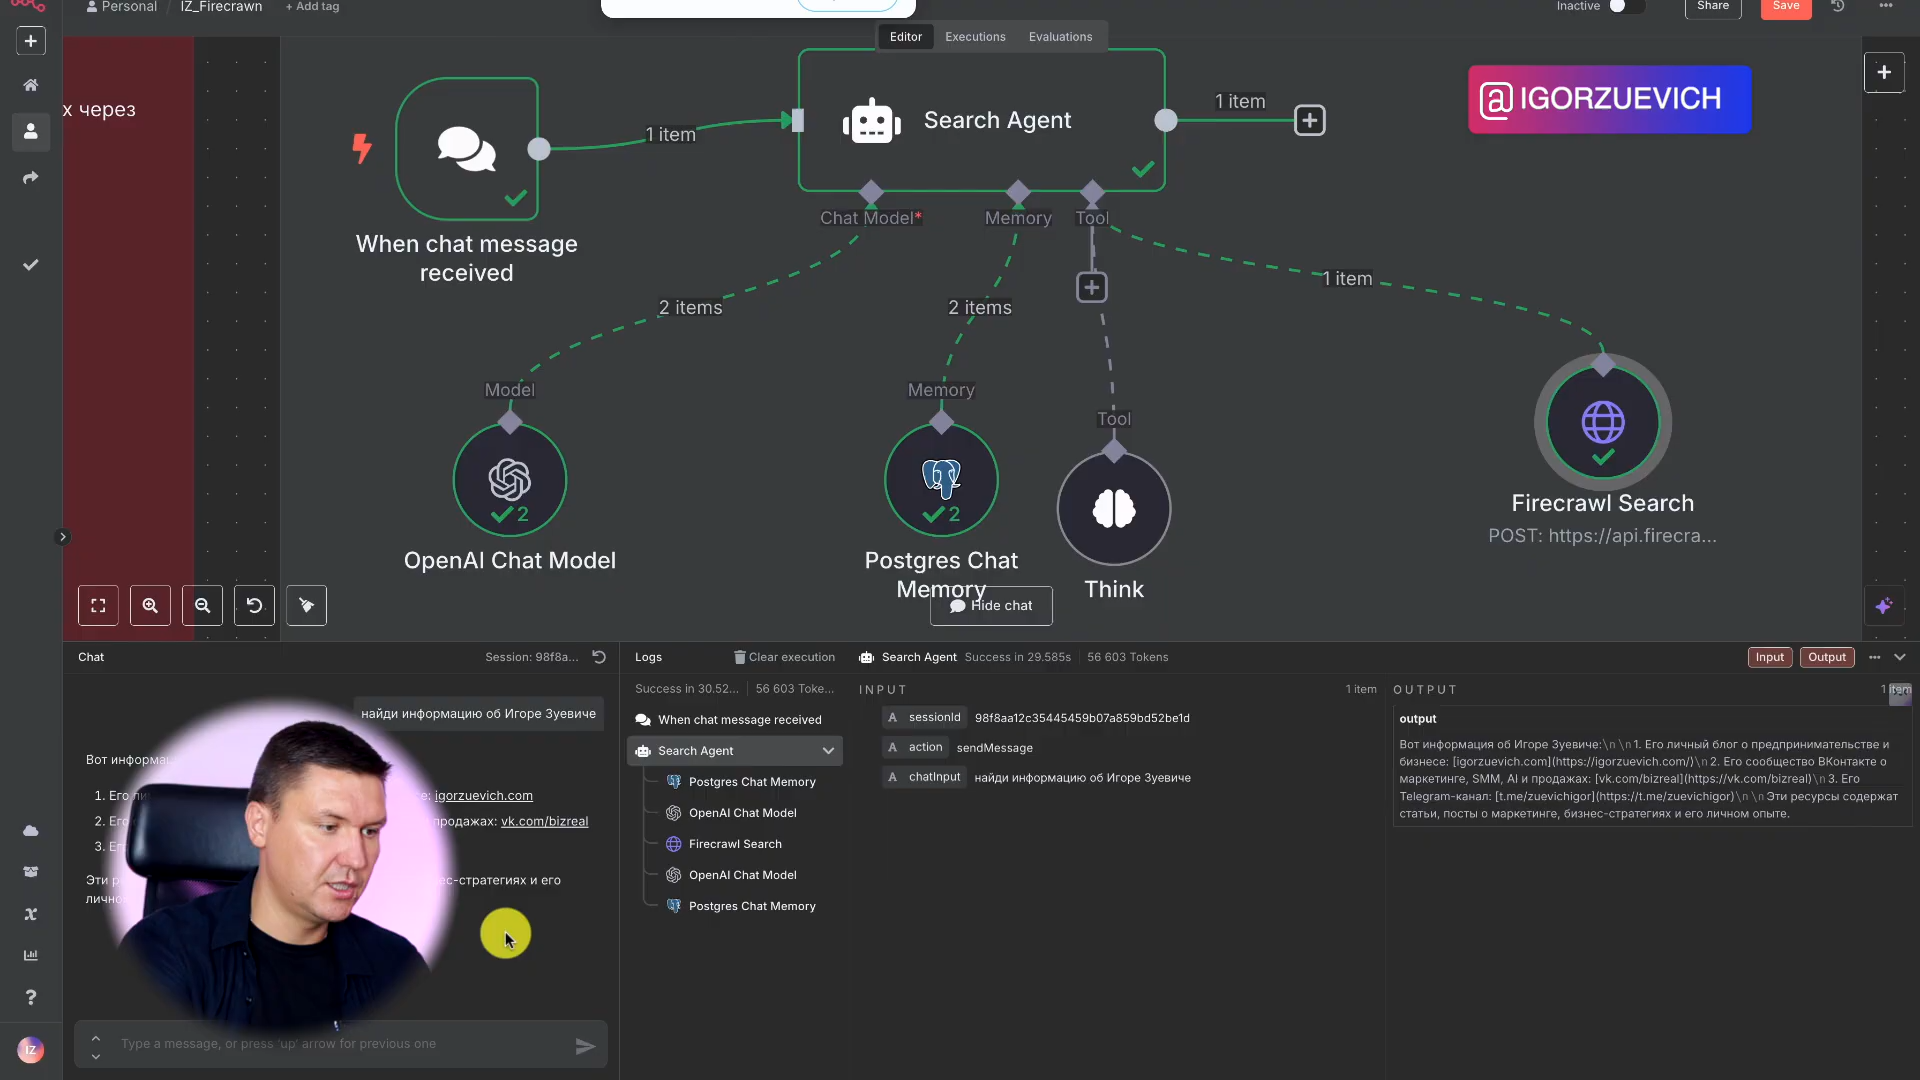 Personal / IZ_Firecrawn + Add tag
Inactive
Share
Save
Editor Executions Evaluations
х через
@IGORZUEVICH
1 item
Search Agent
1 item
Chat Model*
Memory
Tool
When chat message
received
2 items
2 items
1 item
Model
Memory
Tool
2
2
OpenAI Chat Model
Postgres Chat
Memory
Think
Firecrawl Search
POST: https://api.firecra...
Hide chat
Chat
Session: 98f8a...
найди информацию об Игоре Зуевиче
Вот информац
1. Его ли
е: igorzuevich.com
2. Его
продажах: vk.com/bizreal
3. Его
Эти р
ес-стратегиях и его
лично
Type a message, or press 'up' arrow for previous one
IZ
Logs
Clear execution
Success in 30.52... 56 603 Toke...
When chat message received
Search Agent
Postgres Chat Memory
OpenAI Chat Model
Firecrawl Search
OpenAI Chat Model
Postgres Chat Memory
Search Agent Success in 29.585s 56 603 Tokens
Input
Output
INPUT
1 item
A sessionId 98f8aa12c35445459b07a859bd52be1d
A action sendMessage
A chatInput найди информацию об Игоре Зуевиче
OUTPUT
1 item
output
Вот информация об Игоре Зуевиче:\n \n 1. Его личный блог о предпринимательстве и
бизнесе: [igorzuevich.com](https://igorzuevich.com/)\n 2. Его сообщество ВКонтакте о
маркетинге, SMM, AI и продажах: [vk.com/bizreal](https://vk.com/bizreal)\n 3. Его
Telegram-канал: [t.me/zuevichigor](https://t.me/zuevichigor)\n \n Эти ресурсы содержат
статьи, посты о маркетинге, бизнес-стратегиях и его личном опыте.